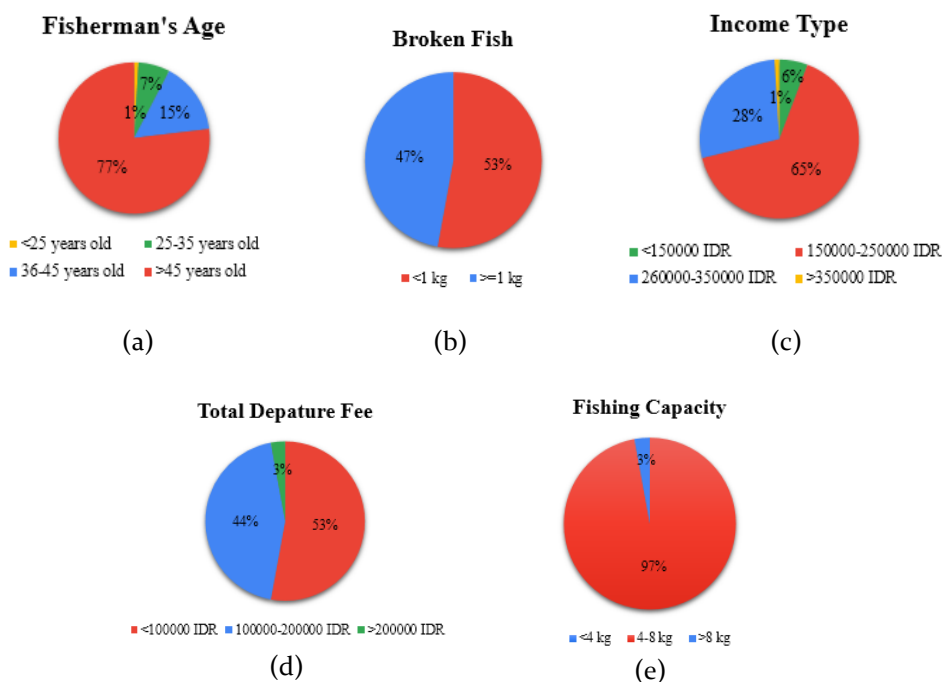 Fisherman's Age
7%
1%
15%
77%
<25 years old
25-35 years old
36-45 years old
>45 years old
(a)
Broken Fish
47%
53%
<1 kg
>=1 kg
(b)
Income Type
6%
1%
28%
65%
<150000 IDR
150000-250000 IDR
260000-350000 IDR
>350000 IDR
(c)
Total Depature Fee
3%
44%
53%
<100000 IDR
100000-200000 IDR
>200000 IDR
(d)
Fishing Capacity
3%
97%
<4 kg
4-8 kg
>8 kg
(e)